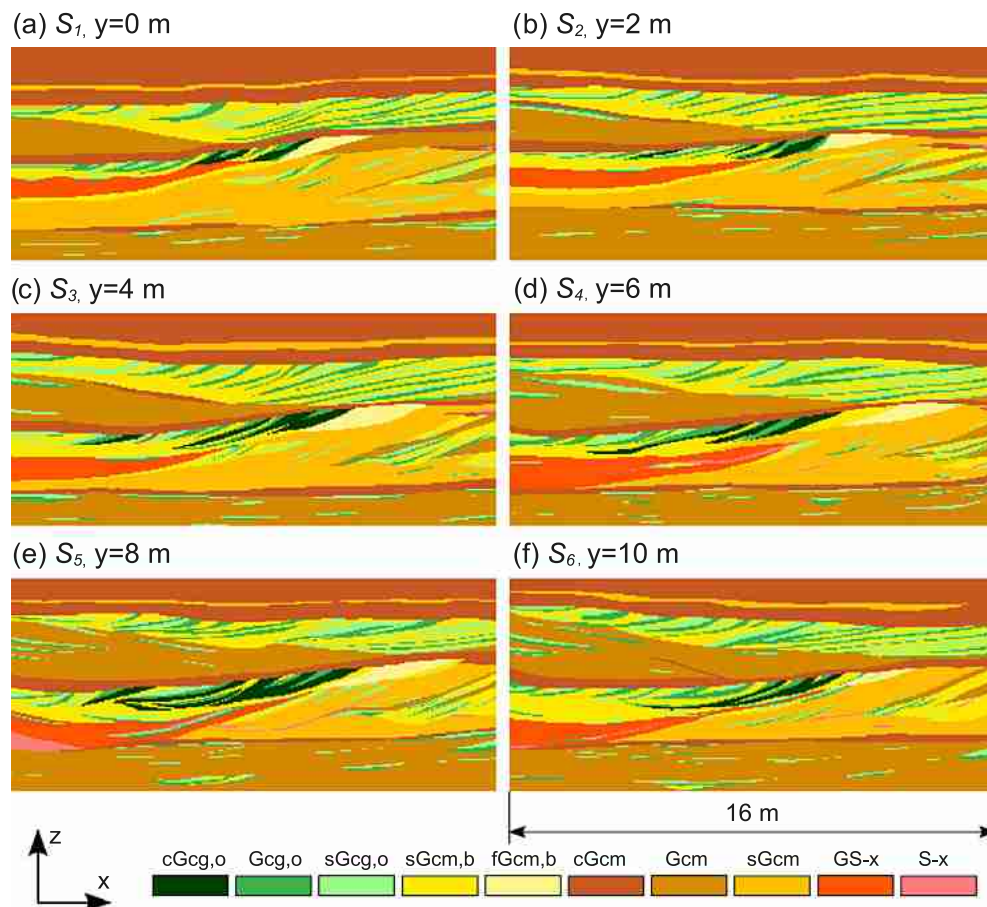 (a) S1, y=0 m
(b) S2, y=2 m
(c) S3, y=4 m
(d) S4, y=6 m
(e) S5, y=8 m
(f) S6, y=10 m
16 m
z
x
cGcg,o Gcg,o sGcg,o sGcm,b fGcm,b cGcm Gcm sGcm GS-x S-x